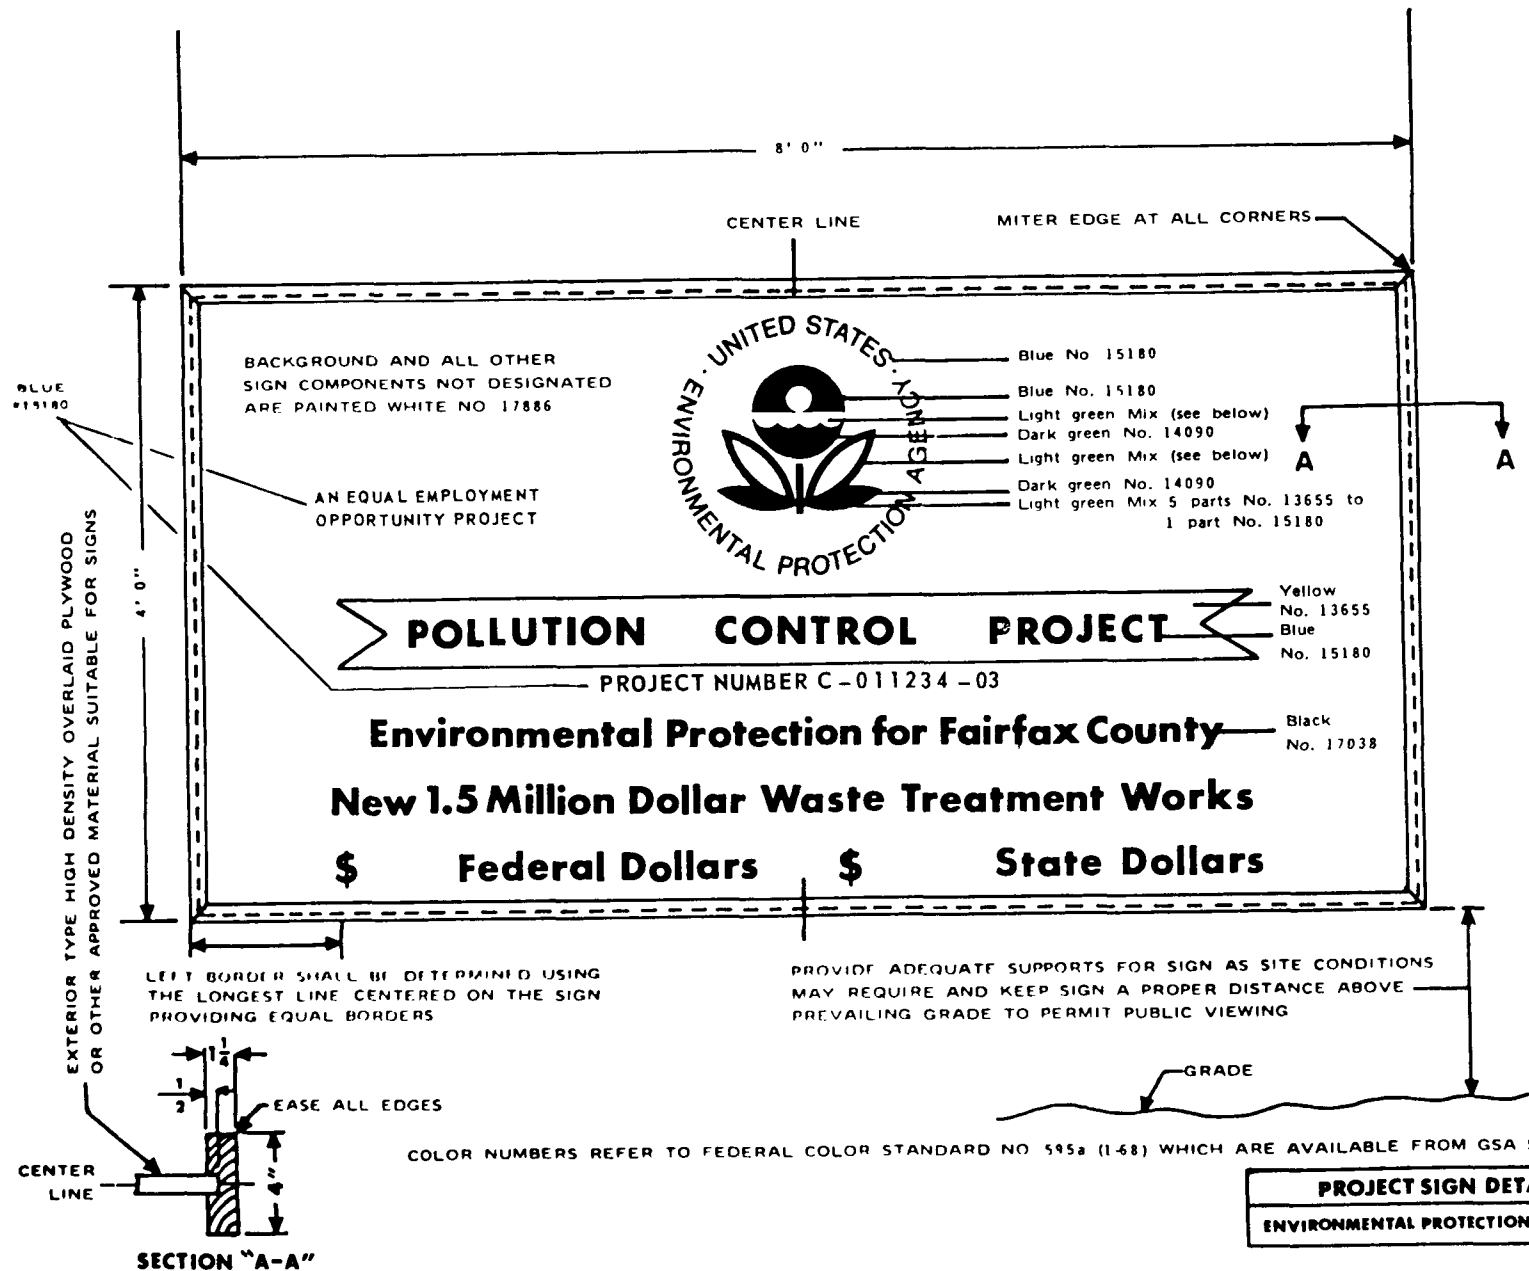 8' 0"
CENTER LINE
MITER EDGE AT ALL CORNERS
BACKGROUND AND ALL OTHER
SIGN COMPONENTS NOT DESIGNATED
ARE PAINTED WHITE NO 17886
BLUE
#15180
AN EQUAL EMPLOYMENT
OPPORTUNITY PROJECT
· UNITED STATES ·
ENVIRONMENTAL PROTECTION AGENCY
Blue No 15180
Blue No. 15180
Light green Mix (see below)
Dark green No. 14090
Light green Mix (see below)
Dark green No. 14090
Light green Mix 5 parts No. 13655 to
1 part No. 15180
A
A
4' 0"
EXTERIOR TYPE HIGH DENSITY OVERLAID PLYWOOD
OR OTHER APPROVED MATERIAL SUITABLE FOR SIGNS
POLLUTION CONTROL PROJECT
Yellow
No. 13655
Blue
No. 15180
PROJECT NUMBER C-011234-03
Environmental Protection for Fairfax County
Black
No. 17038
New 1.5 Million Dollar Waste Treatment Works
$ Federal Dollars $ State Dollars
LEFT BORDER SHALL BE DETERMINED USING
THE LONGEST LINE CENTERED ON THE SIGN
PROVIDING EQUAL BORDERS
PROVIDE ADEQUATE SUPPORTS FOR SIGN AS SITE CONDITIONS
MAY REQUIRE AND KEEP SIGN A PROPER DISTANCE ABOVE
PREVAILING GRADE TO PERMIT PUBLIC VIEWING
1 1/4
1/2
EASE ALL EDGES
GRADE
COLOR NUMBERS REFER TO FEDERAL COLOR STANDARD NO 595a (1-68) WHICH ARE AVAILABLE FROM GSA
CENTER
LINE
4"
SECTION "A-A"
PROJECT SIGN DETA
ENVIRONMENTAL PROTECTION